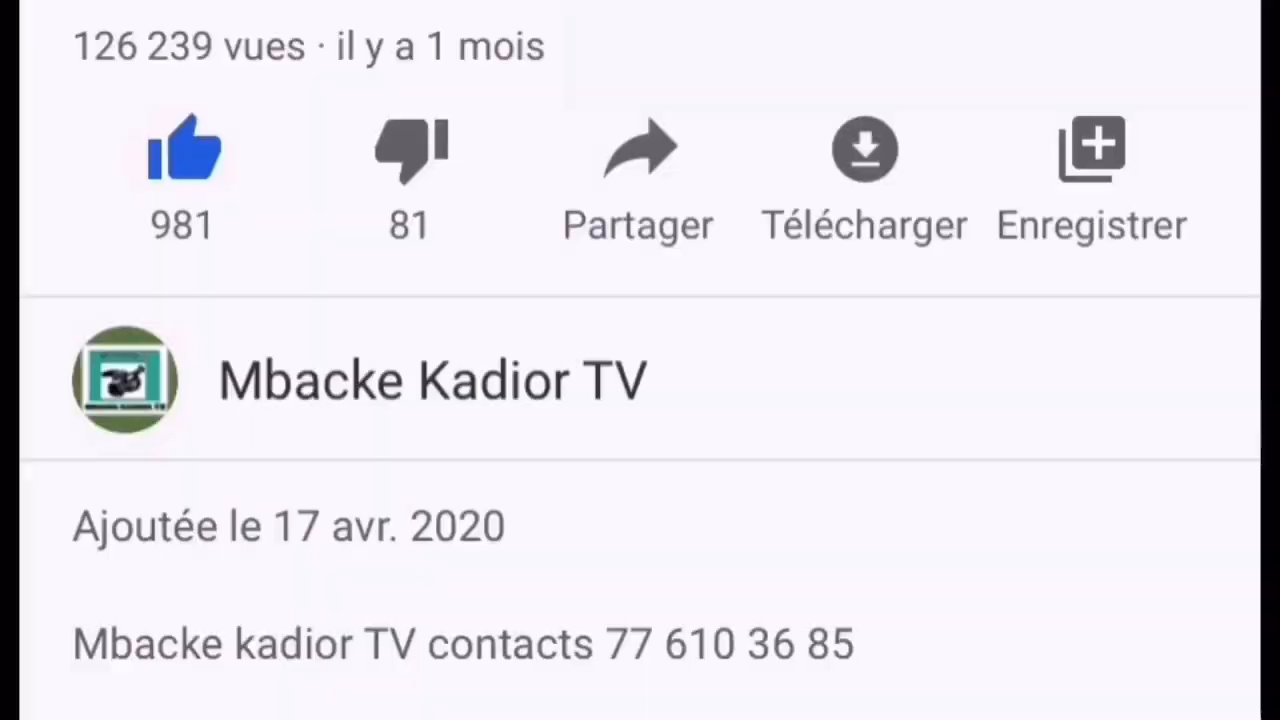 126 239 vues · il y a 1 mois
981 81 Partager Télécharger Enregistrer
Mbacke Kadior TV
Ajoutée le 17 avr. 2020
Mbacke kadior TV contacts 77 610 36 85